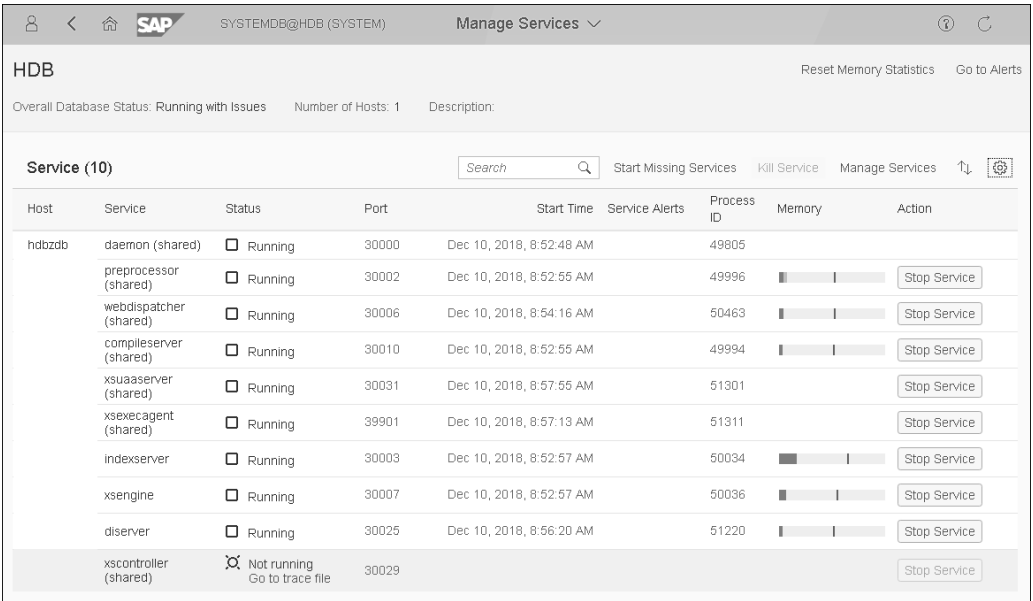 SAP SYSTEMDB@HDB (SYSTEM) Manage Services
HDB Reset Memory Statistics Go to Alerts
Overall Database Status: Running with Issues Number of Hosts: 1 Description:
Service (10) Search Start Missing Services Kill Service Manage Services
Host Service Status Port Start Time Service Alerts Process ID Memory Action
hdbzdb daemon (shared) Running 30000 Dec 10, 2018, 8:52:48 AM 49805
preprocessor (shared) Running 30002 Dec 10, 2018, 8:52:55 AM 49996 Stop Service
webdispatcher (shared) Running 30006 Dec 10, 2018, 8:54:16 AM 50463 Stop Service
compileserver (shared) Running 30010 Dec 10, 2018, 8:52:55 AM 49994 Stop Service
xsuaaserver (shared) Running 30031 Dec 10, 2018, 8:57:55 AM 51301 Stop Service
xsexecagent (shared) Running 39901 Dec 10, 2018, 8:57:13 AM 51311 Stop Service
indexserver Running 30003 Dec 10, 2018, 8:52:57 AM 50034 Stop Service
xsengine Running 30007 Dec 10, 2018, 8:52:57 AM 50036 Stop Service
diserver Running 30025 Dec 10, 2018, 8:56:20 AM 51220 Stop Service
xscontroller (shared) Not running Go to trace file 30029 Stop Service